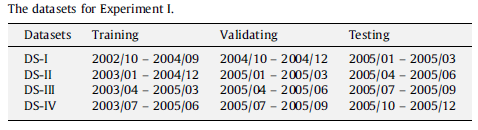 The datasets for Experiment I.
Datasets Training Validating Testing
DS-I 2002/10 – 2004/09 2004/10 – 2004/12 2005/01 – 2005/03
DS-II 2003/01 – 2004/12 2005/01 – 2005/03 2005/04 – 2005/06
DS-III 2003/04 – 2005/03 2005/04 – 2005/06 2005/07 – 2005/09
DS-IV 2003/07 – 2005/06 2005/07 – 2005/09 2005/10 – 2005/12